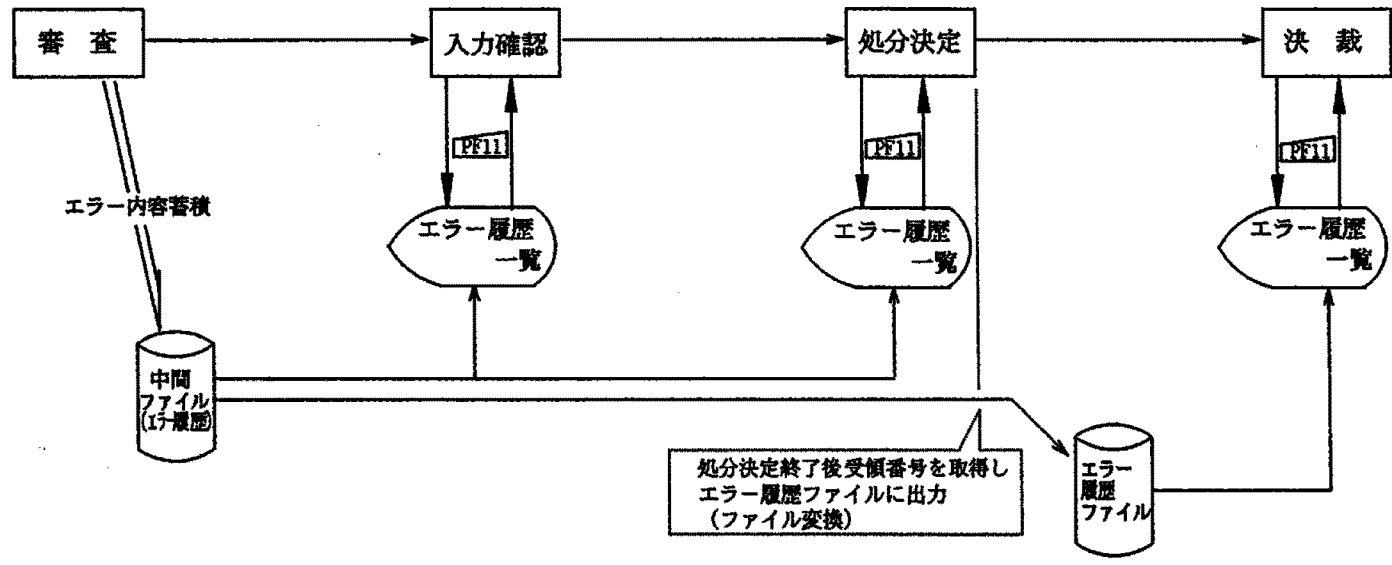 審　査
入力確認
処分決定
決　裁
PF11
PF11
PF11
エラー内容蓄積
エラー履歴
一覧
エラー履歴
一覧
エラー履歴
一覧
中間
ファイル
(エラー履歴)
処分決定終了後受領番号を取得し
エラー履歴ファイルに出力
（ファイル変換）
エラー
履歴
ファイル